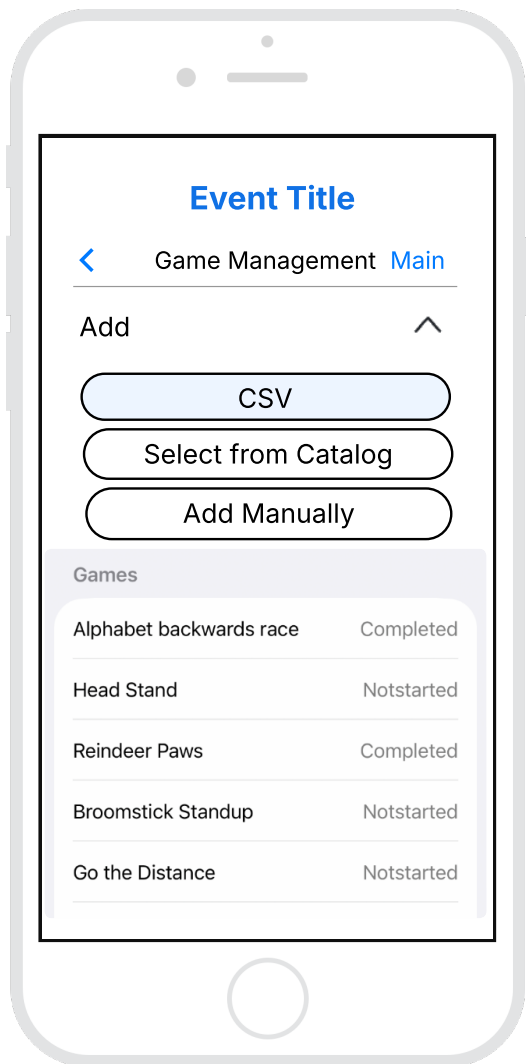 Event Title
Game Management Main
Add
CSV
Select from Catalog
Add Manually
Games
Alphabet backwards race Completed
Head Stand Notstarted
Reindeer Paws Completed
Broomstick Standup Notstarted
Go the Distance Notstarted